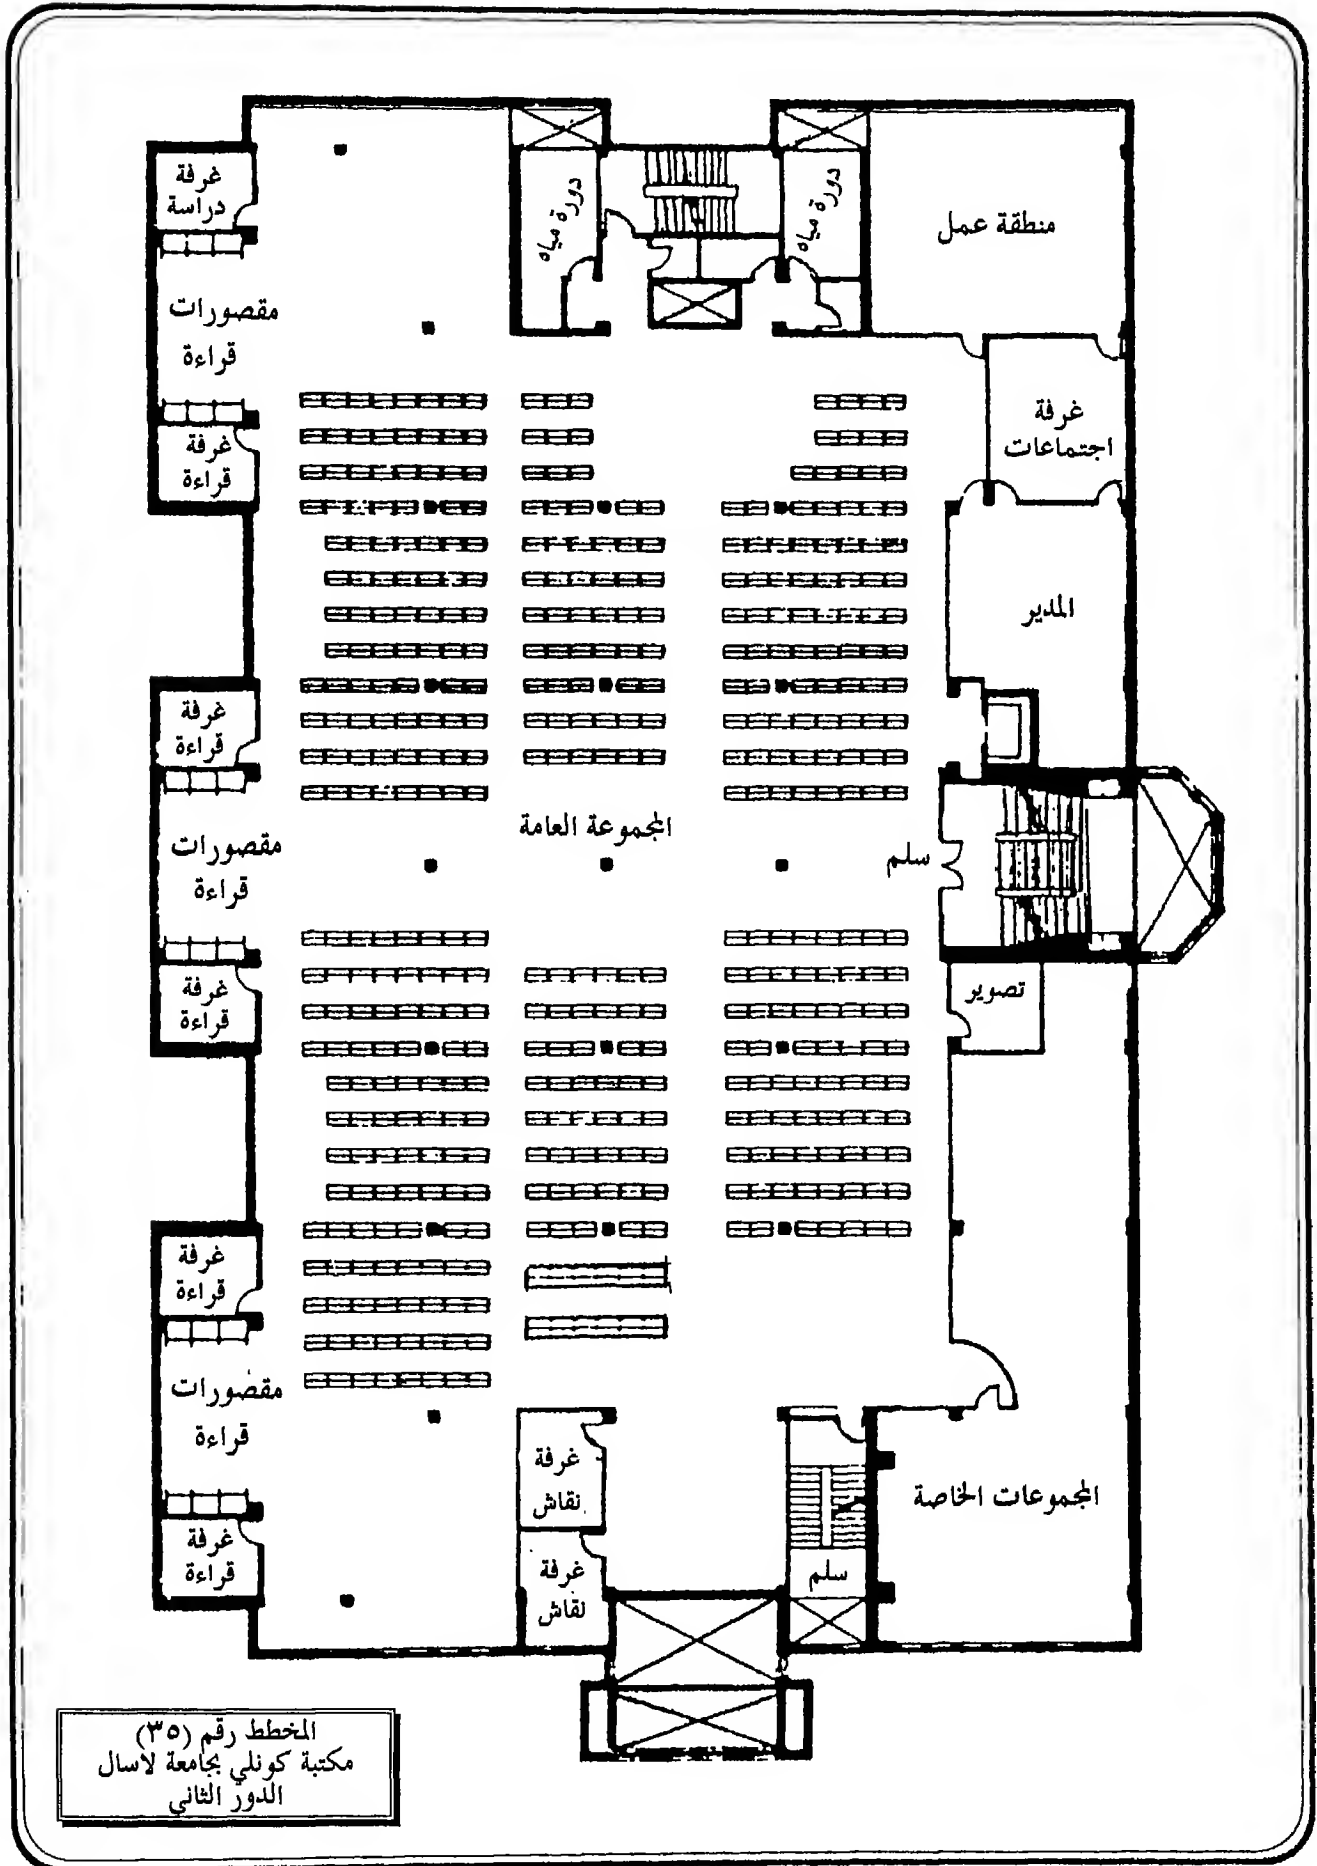 غرفة
دراسة
دورة مياه
دورة مياه
منطقة عمل
مقصورات
قراءة
غرفة
قراءة
غرفة
اجتماعات
المدير
غرفة
قراءة
المجموعة العامة
سلم
مقصورات
قراءة
غرفة
قراءة
تصوير
غرفة
قراءة
مقصورات
قراءة
غرفة
نقاش
المجموعات الخاصة
غرفة
قراءة
غرفة
نقاش
سلم
المخطط رقم (٣٥)
مكتبة كونلي بجامعة لاسال
الدور الثاني